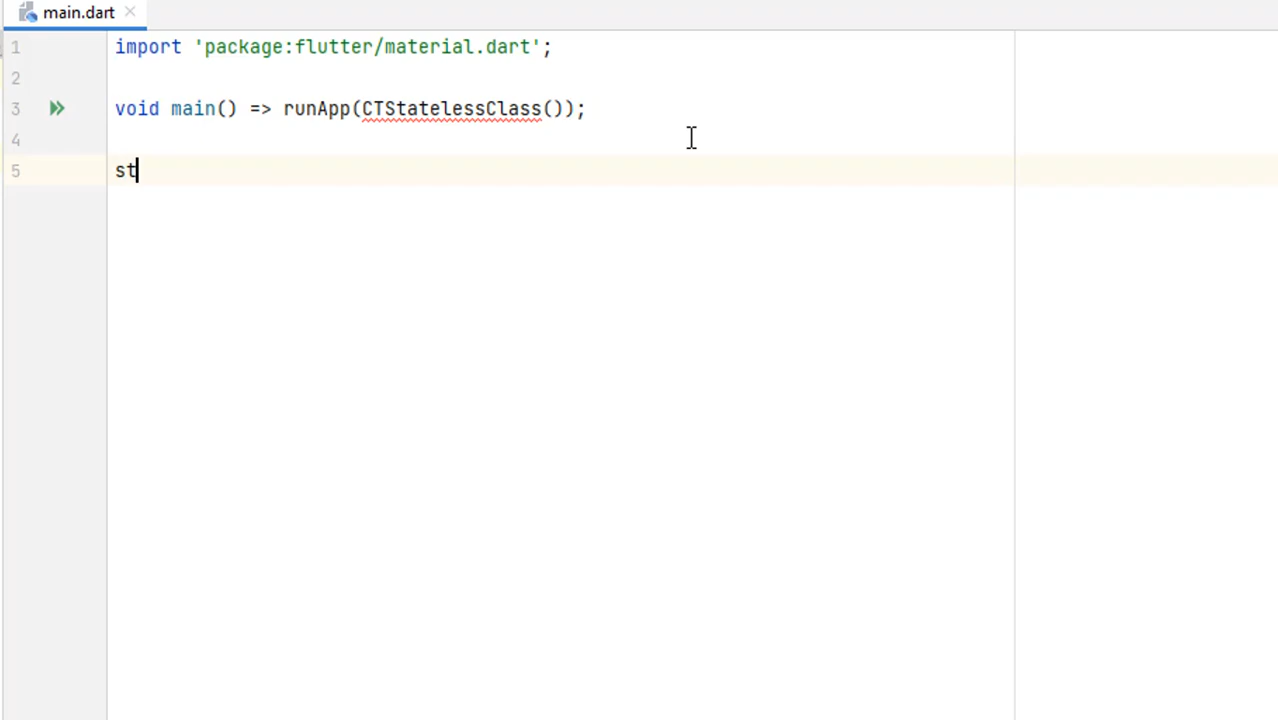 main.dart
1 import 'package:flutter/material.dart';
2
3 void main() => runApp(CTStatelessClass());
4
5 st